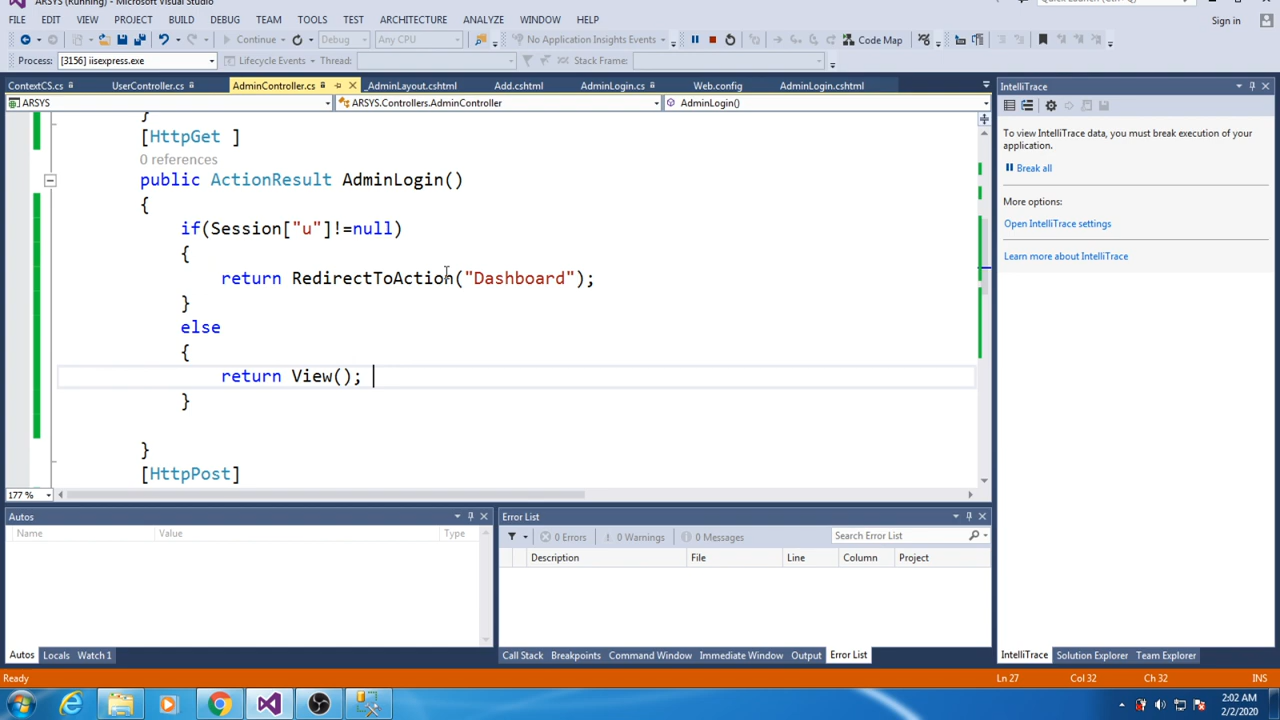 ARSYS (Running) - Microsoft Visual Studio
Quick Launch (Ctrl+Q)
FILE EDIT VIEW PROJECT BUILD DEBUG TEAM TOOLS TEST ARCHITECTURE ANALYZE WINDOW HELP Sign in
Continue Debug Any CPU No Application Insights Events Code Map
Process: [3156] iisexpress.exe Lifecycle Events Thread: Stack Frame:
ContextCS.cs UserController.cs AdminController.cs _AdminLayout.cshtml Add.cshtml AdminLogin.cs Web.config AdminLogin.cshtml
ARSYS ARSYS.Controllers.AdminController AdminLogin()
}
[HttpGet ]
0 references
public ActionResult AdminLogin()
{
if(Session["u"]!=null)
{
return RedirectToAction("Dashboard");
}
else
{
return View();
}
}
[HttpPost]
177 %
IntelliTrace
To view IntelliTrace data, you must break execution of your
application.
Break all
More options:
Open IntelliTrace settings
Learn more about IntelliTrace
Autos
Name Value Type
Autos Locals Watch 1
Error List
0 Errors 0 Warnings 0 Messages Search Error List
Description File Line Column Project
Call Stack Breakpoints Command Window Immediate Window Output Error List
IntelliTrace Solution Explorer Team Explorer
Ready Ln 27 Col 32 Ch 32 INS
2:02 AM
2/2/2020